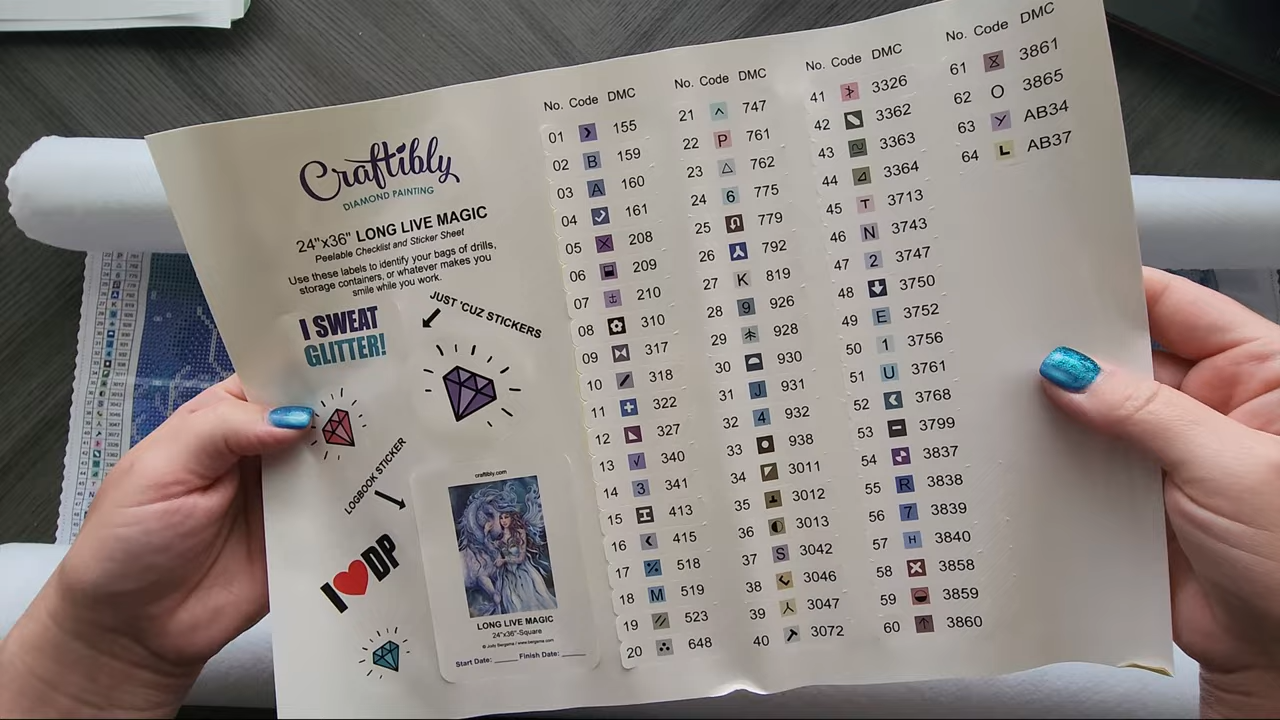 Craftibly
DIAMOND PAINTING
24"x36" LONG LIVE MAGIC
Peelable Checklist and Sticker Sheet
Use these labels to identify your bags of drills,
storage containers, or whatever makes you
smile while you work.
JUST 'CUZ STICKERS
I SWEAT
GLITTER!
LOGBOOK STICKER
I ❤ DP
craftibly.com
LONG LIVE MAGIC
24"x36"-Square
© Jody Bergsma / www.bergsma.com
Start Date: _____ Finish Date: _____
No. Code DMC
01 155
02 B 159
03 A 160
04 161
05 208
06 209
07 210
08 310
09 317
10 318
11 322
12 327
13 √ 340
14 3 341
15 413
16 415
17 518
18 M 519
19 523
20 648
No. Code DMC
21 747
22 P 761
23 △ 762
24 6 775
25 779
26 792
27 K 819
28 9 926
29 928
30 930
31 J 931
32 4 932
33 938
34 3011
35 3012
36 3013
37 S 3042
38 3046
39 3047
40 3072
No. Code DMC
41 3326
42 3362
43 3363
44 3364
45 T 3713
46 N 3743
47 2 3747
48 3750
49 E 3752
50 1 3756
51 U 3761
52 3768
53 3799
54 3837
55 R 3838
56 7 3839
57 H 3840
58 3858
59 3859
60 ↑ 3860
No. Code DMC
61 3861
62 O 3865
63 Y AB34
64 L AB37